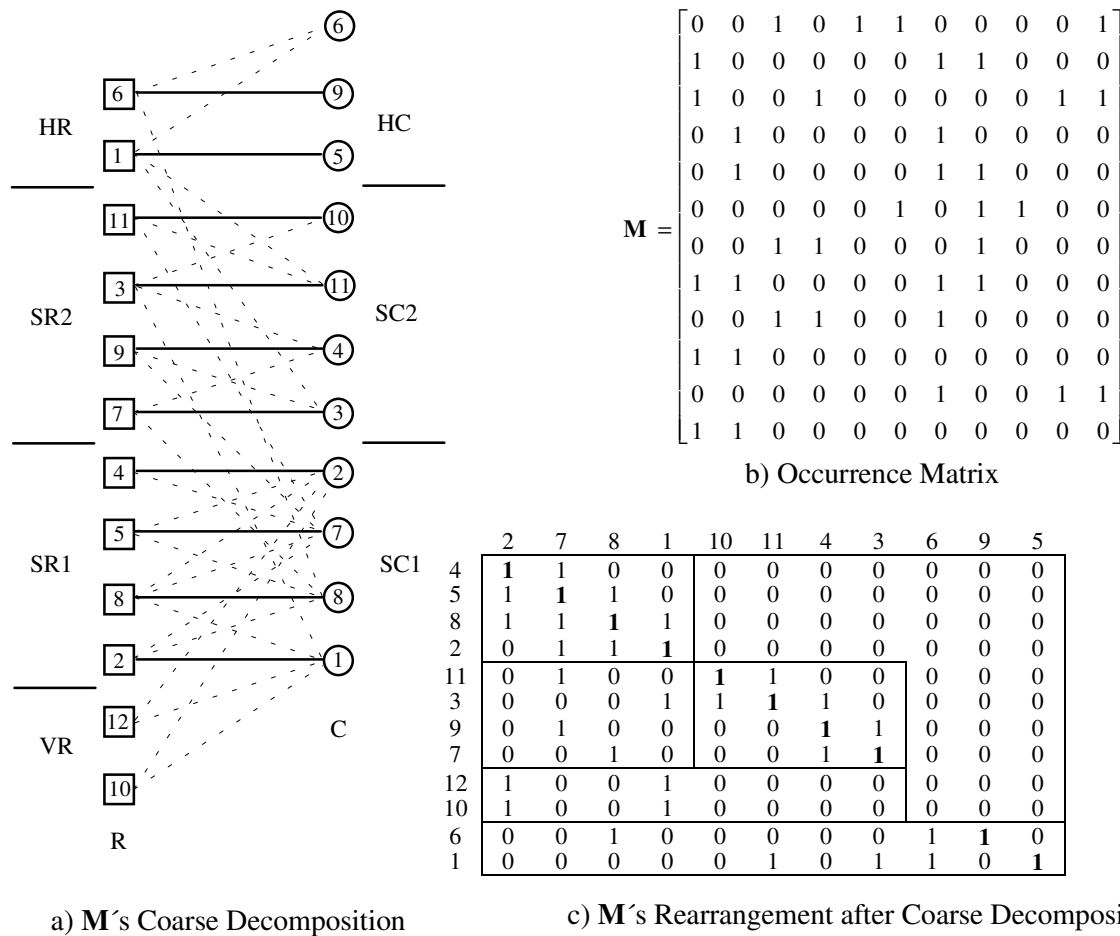 6
6 9
HR HC
1 5
11 10
3 11
SR2 SC2
9 4
7 3
4 2
5 7
SR1 SC1
8 8
2 1
12
VR C
10
R
a) M´s Coarse Decomposition
M =
0 0 1 0 1 1 0 0 0 0 1
1 0 0 0 0 0 1 1 0 0 0
1 0 0 1 0 0 0 0 0 1 1
0 1 0 0 0 0 1 0 0 0 0
0 1 0 0 0 0 1 1 0 0 0
0 0 0 0 0 1 0 1 1 0 0
0 0 1 1 0 0 0 1 0 0 0
1 1 0 0 0 0 1 1 0 0 0
0 0 1 1 0 0 1 0 0 0 0
1 1 0 0 0 0 0 0 0 0 0
0 0 0 0 0 0 1 0 0 1 1
1 1 0 0 0 0 0 0 0 0 0
b) Occurrence Matrix
2 7 8 1 10 11 4 3 6 9 5
4 1 1 0 0 0 0 0 0 0 0 0
5 1 1 1 0 0 0 0 0 0 0 0
8 1 1 1 1 0 0 0 0 0 0 0
2 0 1 1 1 0 0 0 0 0 0 0
11 0 1 0 0 1 1 0 0 0 0 0
3 0 0 0 1 1 1 1 0 0 0 0
9 0 1 0 0 0 0 1 1 0 0 0
7 0 0 1 0 0 0 1 1 0 0 0
12 1 0 0 1 0 0 0 0 0 0 0
10 1 0 0 1 0 0 0 0 0 0 0
6 0 0 1 0 0 0 0 0 1 1 0
1 0 0 0 0 0 1 0 1 1 0 1
c) M´s Rearrangement after Coarse Decomposi